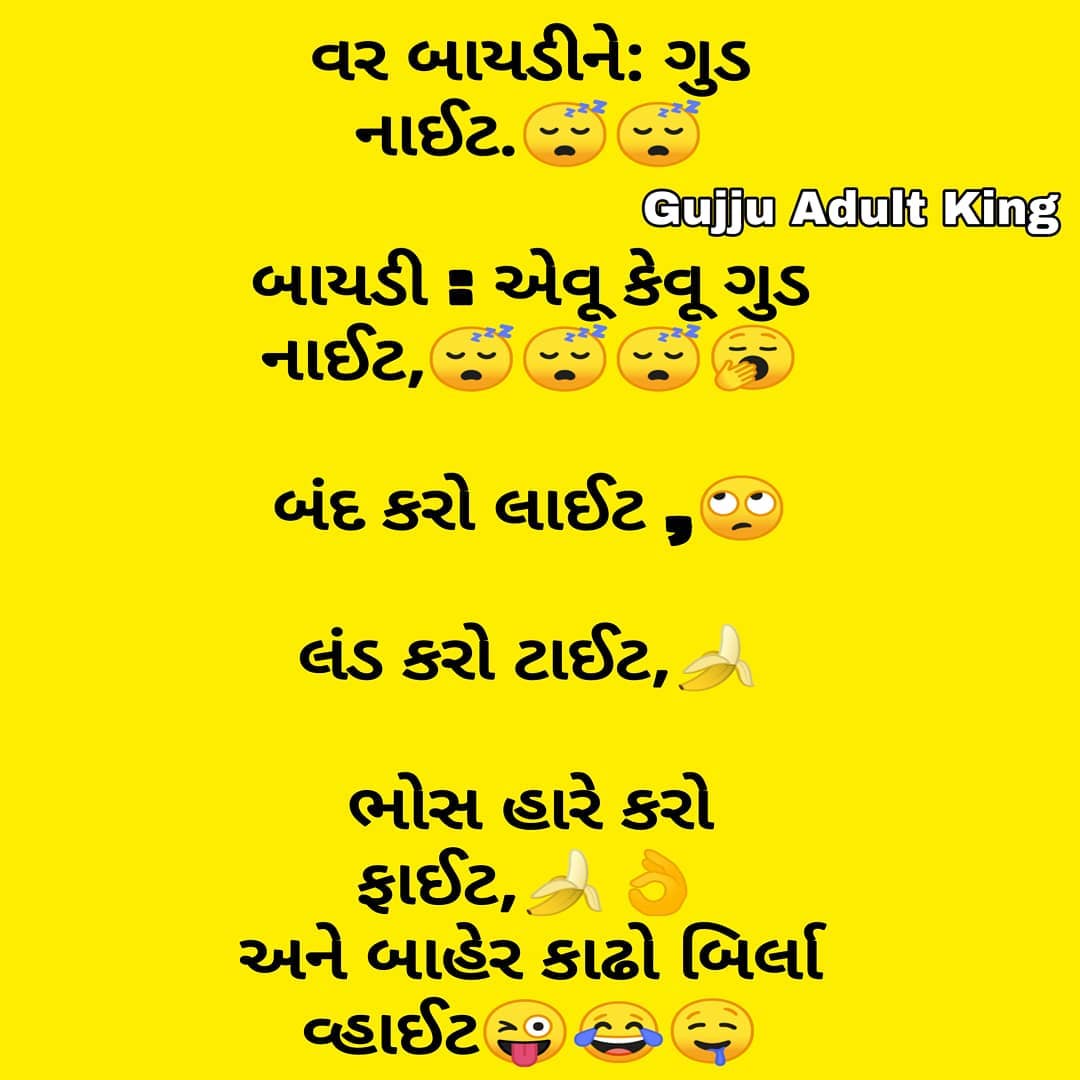 વર બાયડીને: ગુડ
નાઈટ.😴😴
Gujju Adult King
બાયડી : એવૂ કેવૂ ગુડ
નાઈટ,😴😴😴🥱
બંદ કરો લાઈટ ,🙄
લંડ કરો ટાઈટ,🍌
ભોસ હારે કરો
ફાઈટ,🍌👌
અને બાહેર કાઢો બિર્લા
વ્હાઈટ😜😂🤤